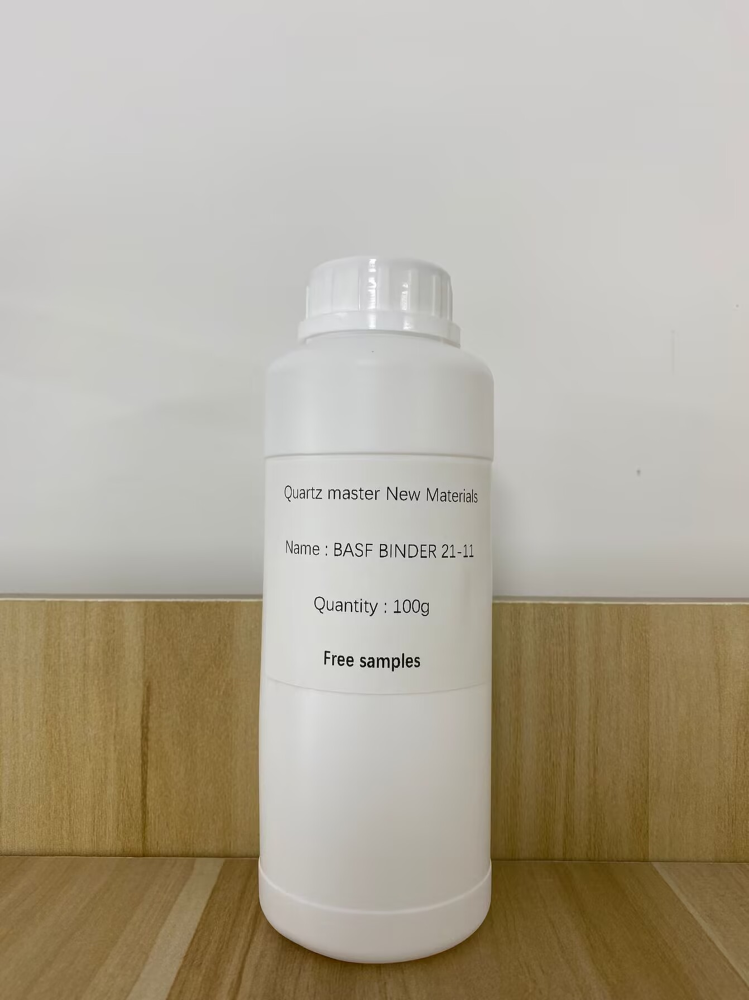 Quartz master New Materials
Name : BASF BINDER 21-11
Quantity : 100g
Free samples